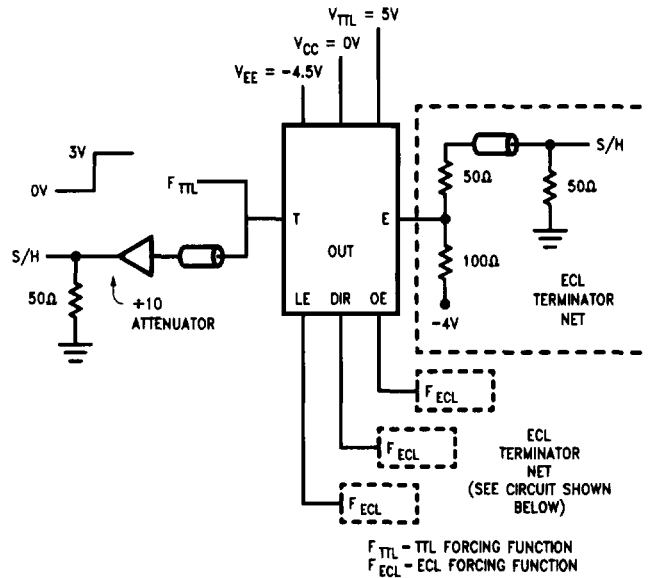 V_TTL = 5V
V_CC = 0V
V_EE = -4.5V
3V
0V
F_TTL
S/H
50Ω
+10
ATTENUATOR
T
E
OUT
LE DIR OE
50Ω
S/H
50Ω
100Ω
-4V
ECL
TERMINATOR
NET
F_ECL
F_ECL
F_ECL
ECL
TERMINATOR
NET
(SEE CIRCUIT SHOWN
BELOW)
F_TTL - TTL FORCING FUNCTION
F_ECL - ECL FORCING FUNCTION